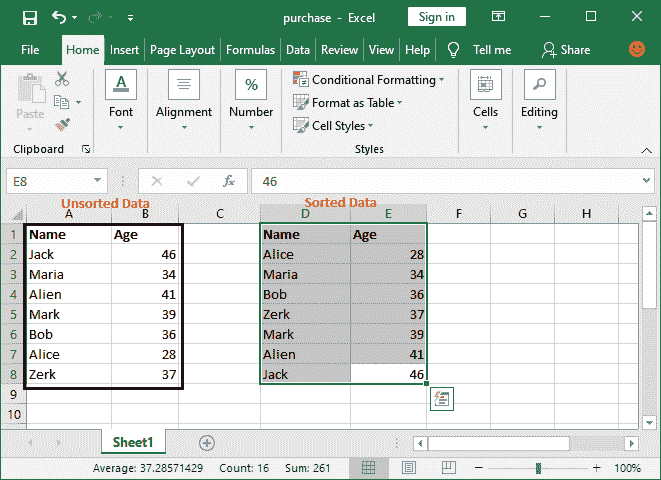 purchase - Excel
Sign in
File Home Insert Page Layout Formulas Data Review View Help Tell me Share
Paste
Clipboard
A
Font
Alignment
%
Number
Conditional Formatting
Format as Table
Cell Styles
Styles
Cells
Editing
E8 fx 46
Unsorted Data Sorted Data
A B C D E F G H
1 Name Age Name Age
2 Jack 46 Alice 28
3 Maria 34 Maria 34
4 Alien 41 Bob 36
5 Mark 39 Zerk 37
6 Bob 36 Mark 39
7 Alice 28 Alien 41
8 Zerk 37 Jack 46
9
10
Sheet1
Average: 37.28571429 Count: 16 Sum: 261 100%